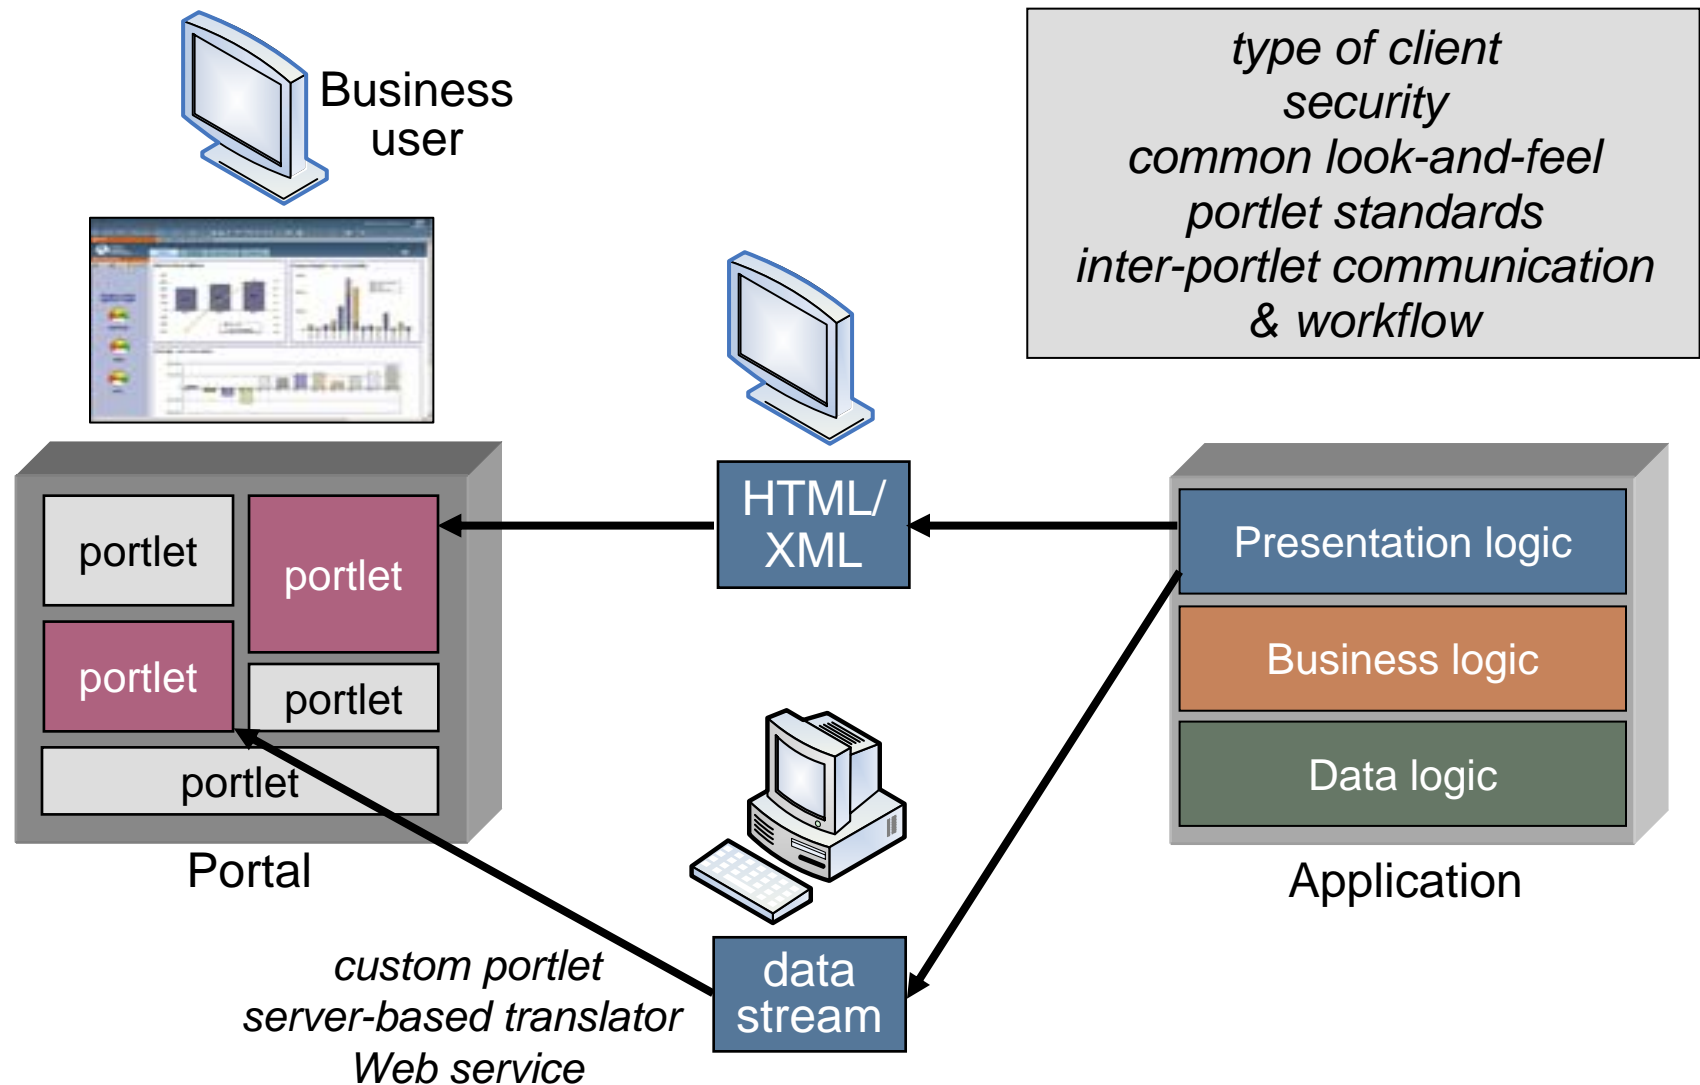 Business
user
type of client
security
common look-and-feel
portlet standards
inter-portlet communication
& workflow
HTML/
XML
portlet
portlet
portlet
portlet
portlet
Portal
Presentation logic
Business logic
Data logic
Application
custom portlet
server-based translator
Web service
data
stream